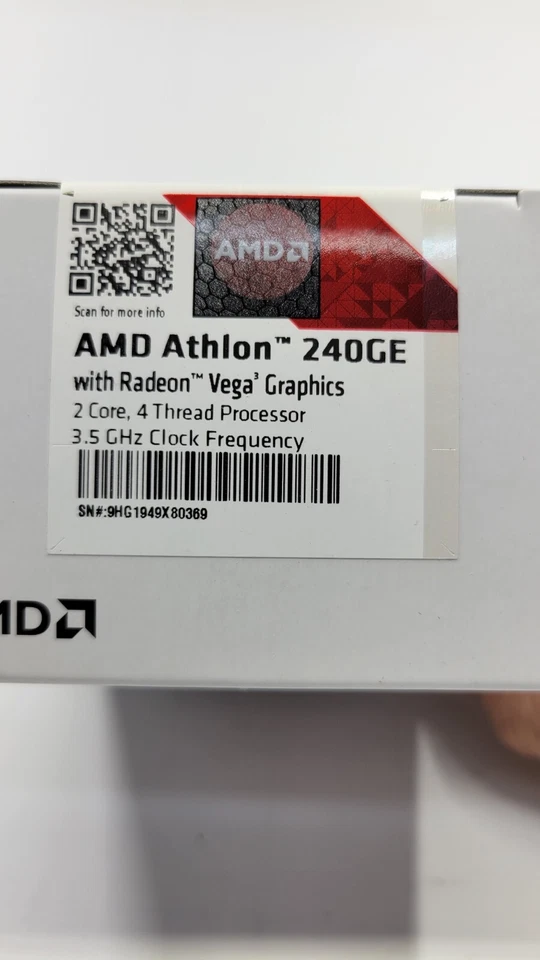 AMD
Scan for more info
AMD Athlon™ 240GE
with Radeon™ Vega³ Graphics
2 Core, 4 Thread Processor
3.5 GHz Clock Frequency
SN#:9HG1949X80369
AMD